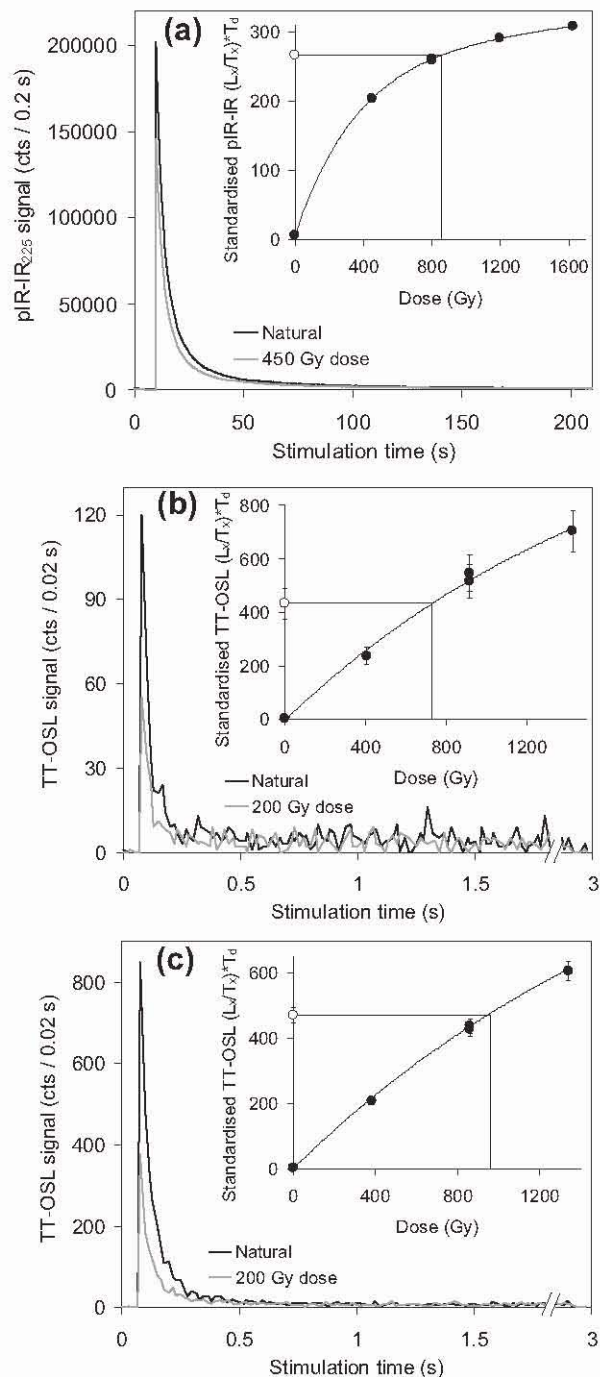 (a)
pIR-IR225 signal (cts / 0.2 s)
200000
150000
100000
50000
0
0 50 100 150 200
Stimulation time (s)
Natural
450 Gy dose
Standardised pIR-IR (Lx/Tx)*Td
300
200
100
0
0 400 800 1200 1600
Dose (Gy)
(b)
TT-OSL signal (cts / 0.02 s)
120
90
60
30
0
0 0.5 1 1.5 3
Stimulation time (s)
Natural
200 Gy dose
Standardised TT-OSL (Lx/Tx)*Td
800
600
400
200
0
0 400 800 1200
Dose (Gy)
(c)
TT-OSL signal (cts / 0.02 s)
800
600
400
200
0
0 0.5 1 1.5 3
Stimulation time (s)
Natural
200 Gy dose
Standardised TT-OSL (Lx/Tx)*Td
600
400
200
0
0 400 800 1200
Dose (Gy)